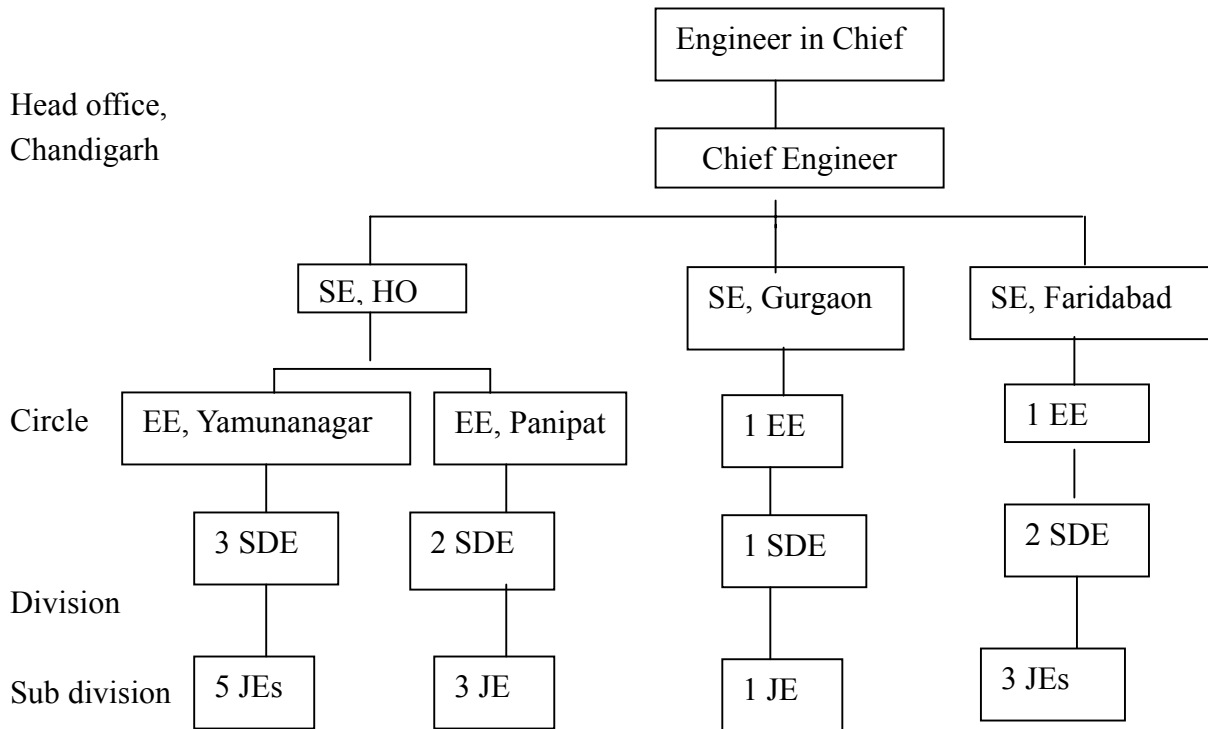 Engineer in Chief
Head office,
Chandigarh
Chief Engineer
SE, HO
SE, Gurgaon
SE, Faridabad
Circle
EE, Yamunanagar
EE, Panipat
1 EE
1 EE
3 SDE
2 SDE
1 SDE
2 SDE
Division
Sub division
5 JEs
3 JE
1 JE
3 JEs